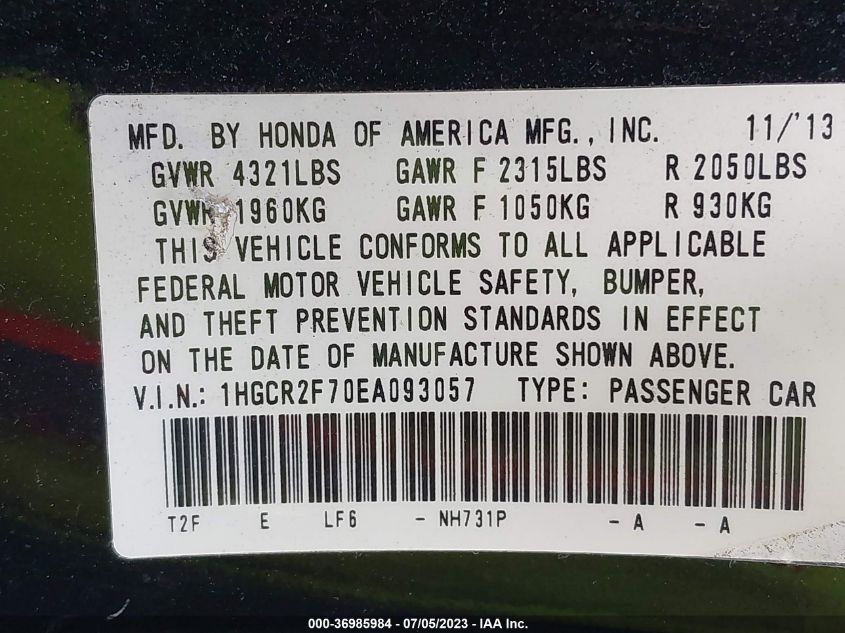 MFD. BY HONDA OF AMERICA MFG., INC. 11/'13
GVWR 4321LBS GAWR F 2315LBS R 2050LBS
GVWR 1960KG GAWR F 1050KG R 930KG
THIS VEHICLE CONFORMS TO ALL APPLICABLE
FEDERAL MOTOR VEHICLE SAFETY, BUMPER,
AND THEFT PREVENTION STANDARDS IN EFFECT
ON THE DATE OF MANUFACTURE SHOWN ABOVE.
V.I.N.: 1HGCR2F70EA093057 TYPE: PASSENGER CAR
T2F E LF6 - NH731P - A - A
000-36985984 / 07/05/2023 - IAA Inc.